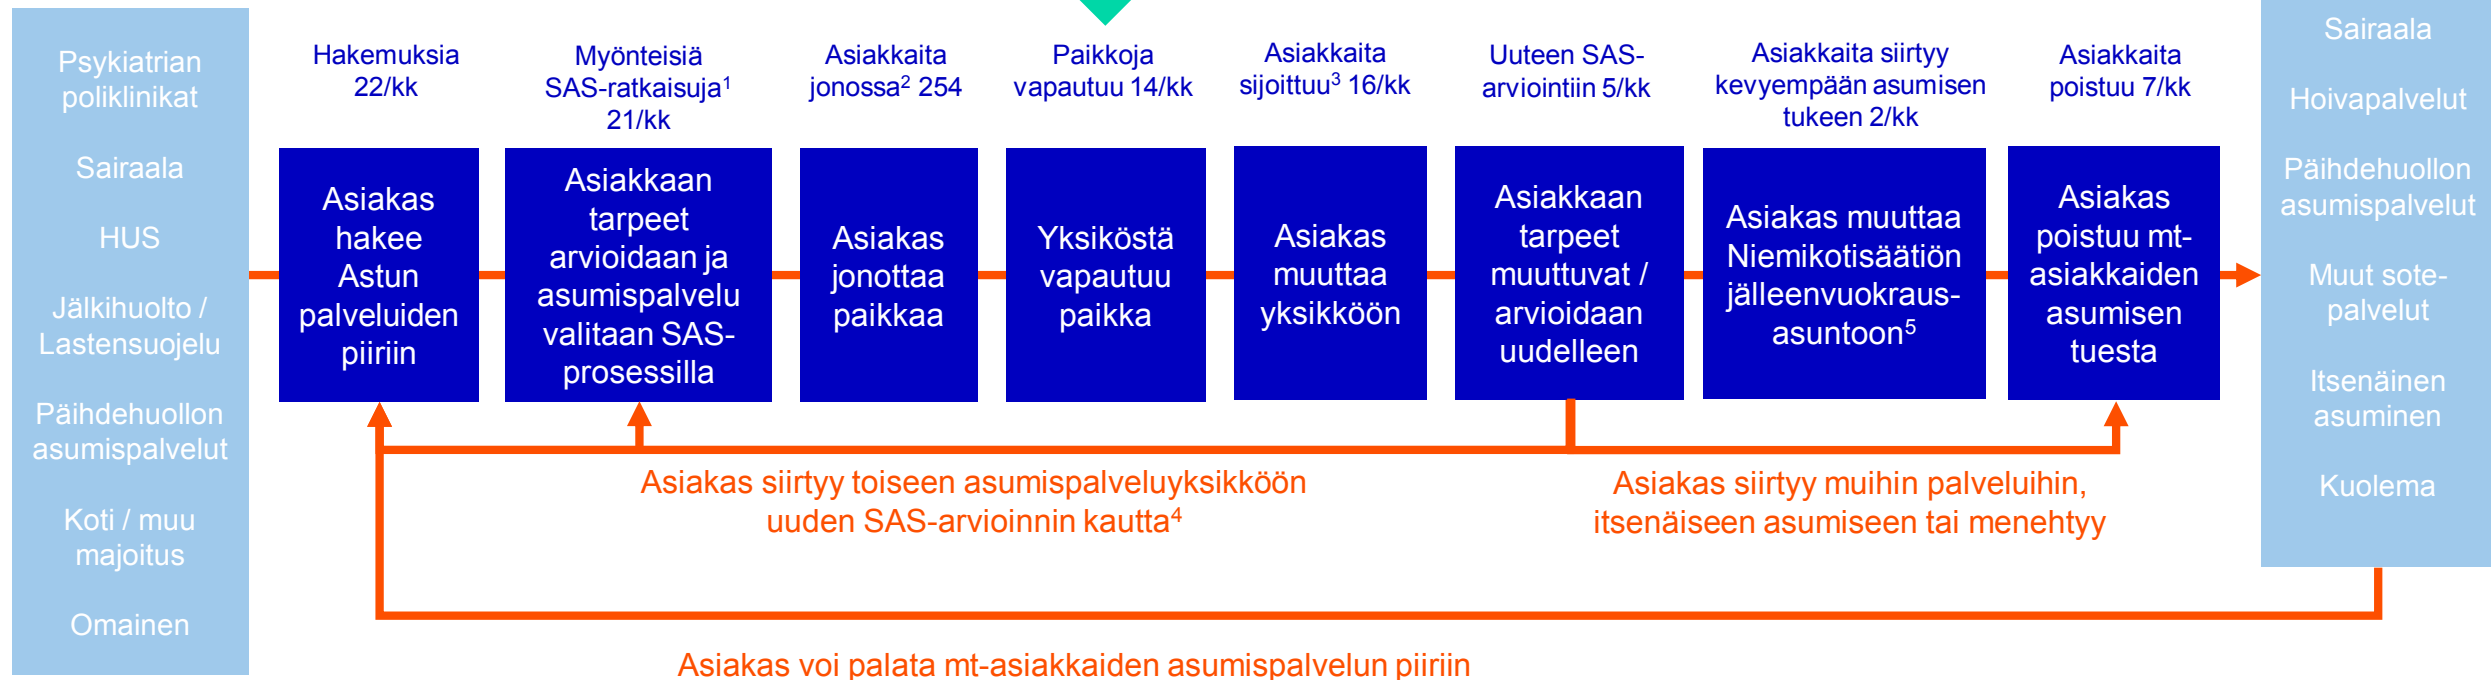 Psykiatrian
poliklinikat
Sairaala
HUS
Jälkihuolto /
Lastensuojelu
Päihdehuollon
asumispalvelut
Koti / muu
majoitus
Omainen
Hakemuksia
22/kk
Asiakas
hakee
Astun
palveluiden
piiriin
Myönteisiä
SAS-ratkaisuja¹
21/kk
Asiakkaan
tarpeet
arvioidaan ja
asumispalvelu
valitaan SAS-
prosessilla
Asiakkaita
jonossa² 254
Asiakas
jonottaa
paikkaa
Paikkoja
vapautuu 14/kk
Yksiköstä
vapautuu
paikka
Asiakkaita
sijoittuu³ 16/kk
Asiakas
muuttaa
yksikköön
Uuteen SAS-
arviointiin 5/kk
Asiakkaan
tarpeet
muuttuvat /
arvioidaan
uudelleen
Asiakkaita siirtyy
kevyempään asumisen
tukeen 2/kk
Asiakas muuttaa
Niemikotisäätiön
jälleenvuokraus-
asuntoon⁵
Asiakkaita
poistuu 7/kk
Asiakas
poistuu mt-
asiakkaiden
asumisen
tuesta
Sairaala
Hoivapalvelut
Päihdehuollon
asumispalvelut
Muut sote-
palvelut
Itsenäinen
asuminen
Kuolema
Asiakas siirtyy toiseen asumispalveluyksikköön
uuden SAS-arvioinnin kautta⁴
Asiakas siirtyy muihin palveluihin,
itsenäiseen asumiseen tai menehtyy
Asiakas voi palata mt-asiakkaiden asumispalvelun piiriin